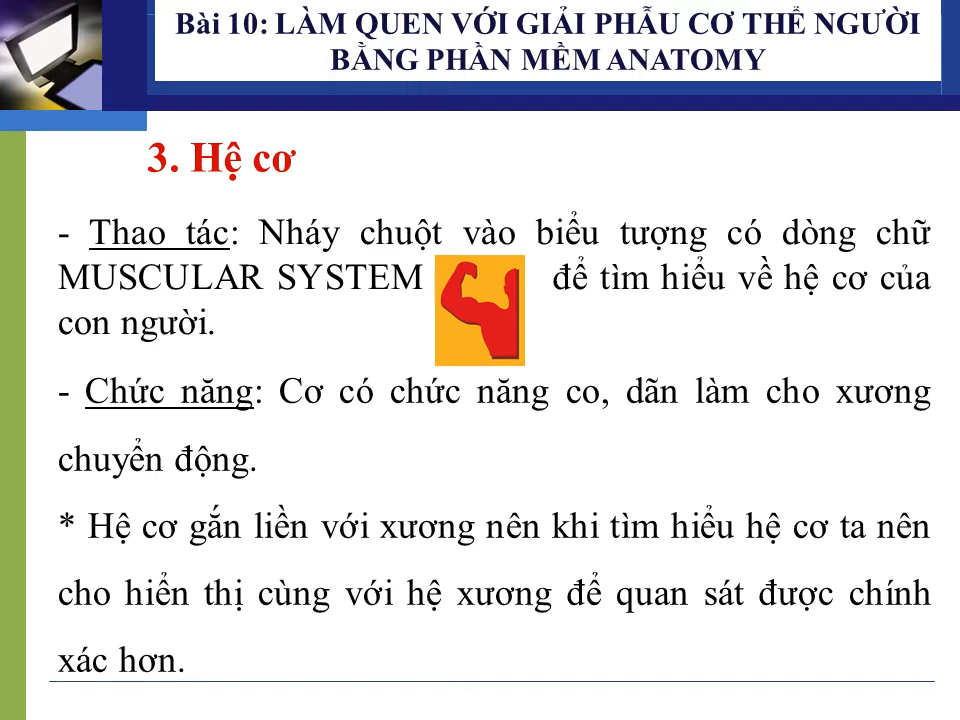 Bài 10: LÀM QUEN VỚI GIẢI PHẪU CƠ THỂ NGƯỜI
BẰNG PHẦN MỀM ANATOMY
3. Hệ cơ
- Thao tác: Nháy chuột vào biểu tượng có dòng chữ
MUSCULAR SYSTEM để tìm hiểu về hệ cơ của
con người.
- Chức năng: Cơ có chức năng co, dãn làm cho xương
chuyển động.
* Hệ cơ gắn liền với xương nên khi tìm hiểu hệ cơ ta nên
cho hiển thị cùng với hệ xương để quan sát được chính
xác hơn.